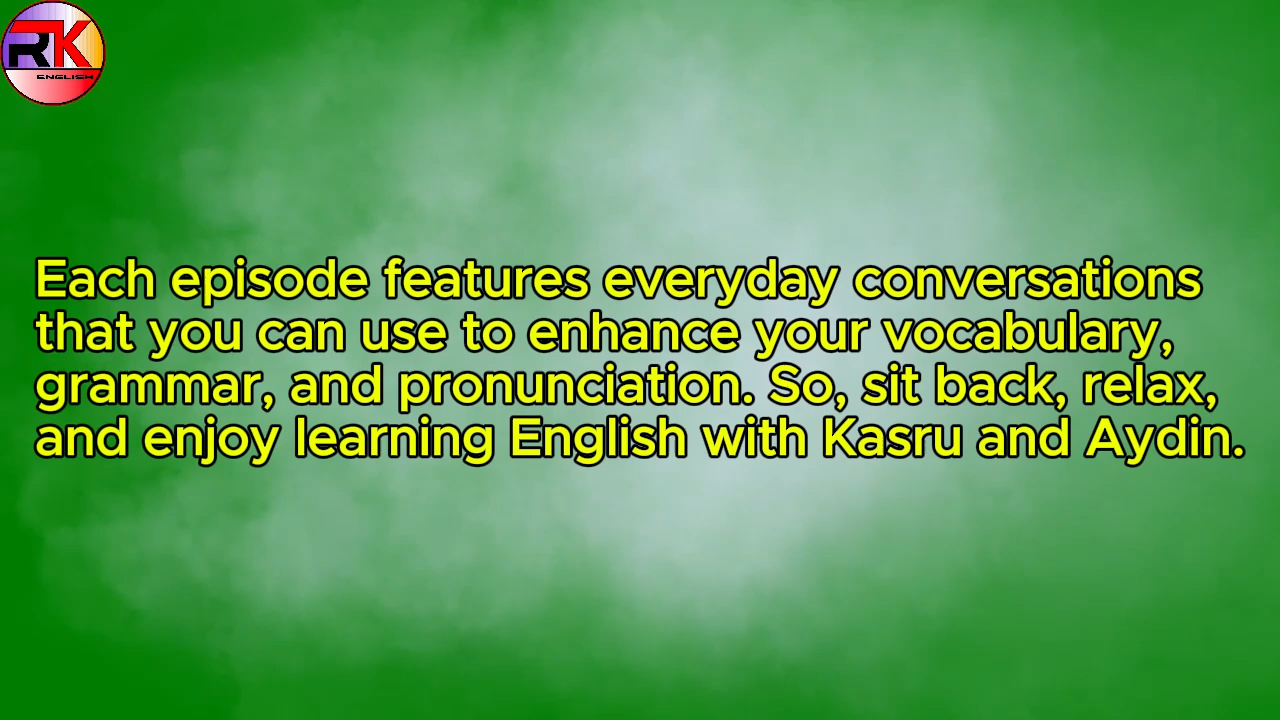 RK
ENGLISH
Each episode features everyday conversations
that you can use to enhance your vocabulary,
grammar, and pronunciation. So, sit back, relax,
and enjoy learning English with Kasru and Aydin.